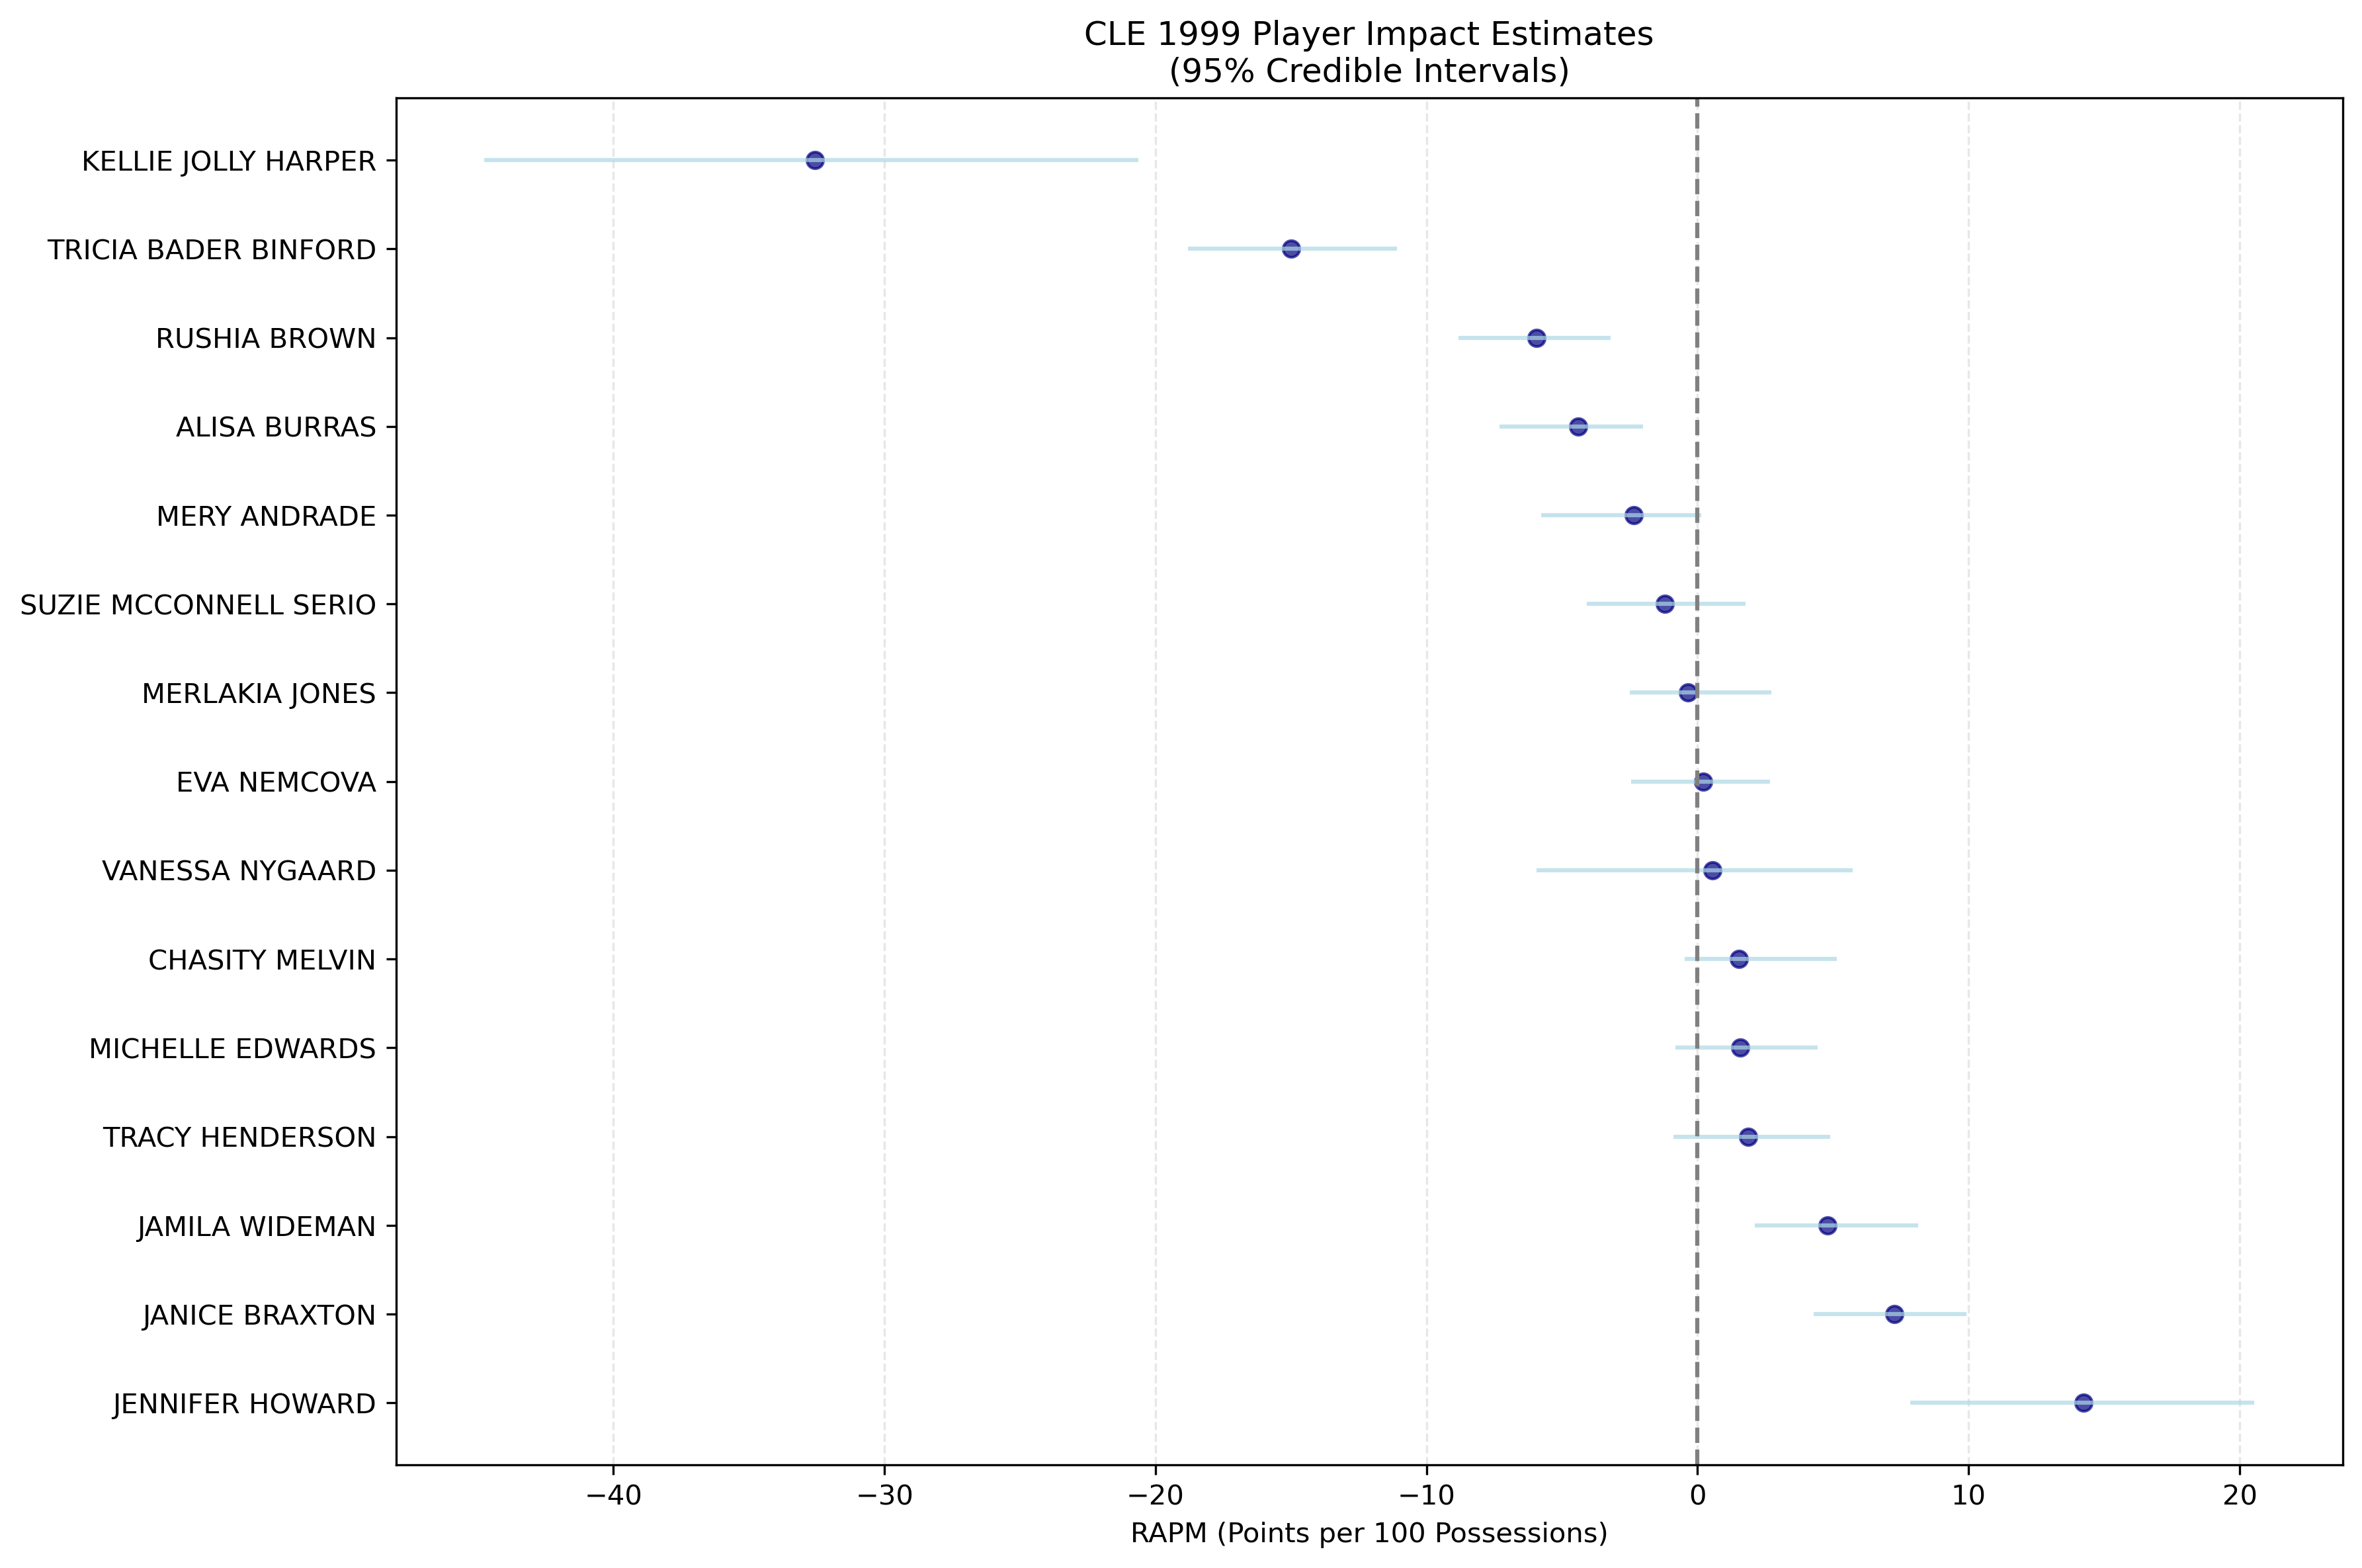 CLE 1999 Player Impact Estimates
(95% Credible Intervals)
KELLIE JOLLY HARPER
TRICIA BADER BINFORD
RUSHIA BROWN
ALISA BURRAS
MERY ANDRADE
SUZIE MCCONNELL SERIO
MERLAKIA JONES
EVA NEMCOVA
VANESSA NYGAARD
CHASITY MELVIN
MICHELLE EDWARDS
TRACY HENDERSON
JAMILA WIDEMAN
JANICE BRAXTON
JENNIFER HOWARD
−40 −30 −20 −10 0 10 20
RAPM (Points per 100 Possessions)